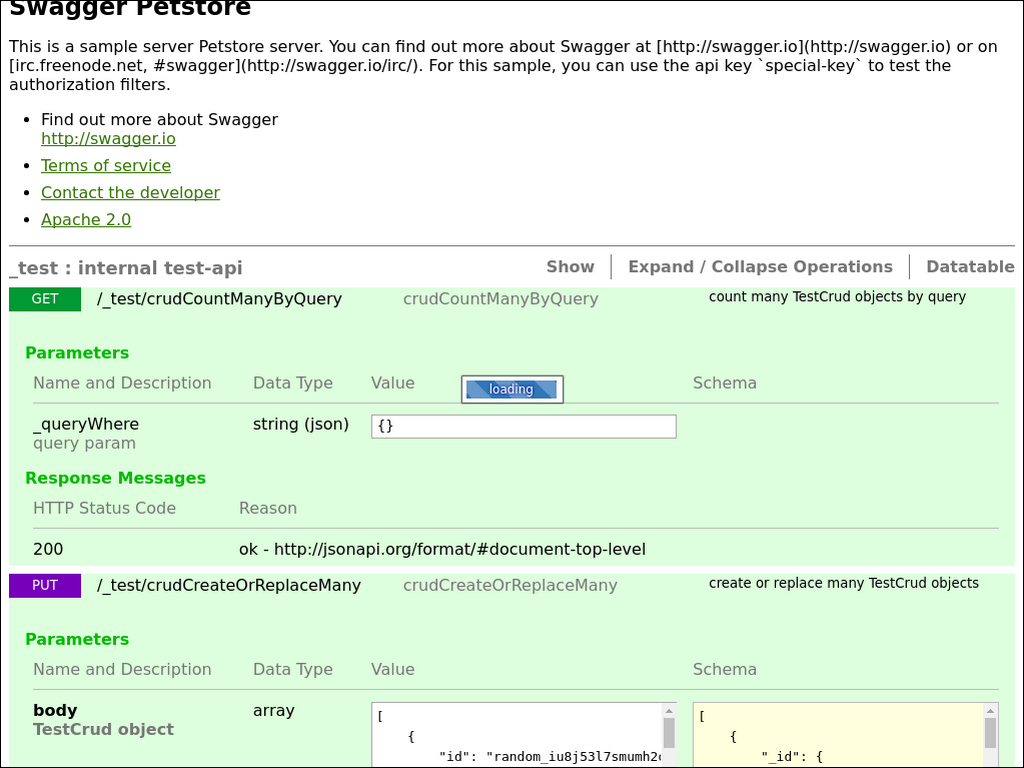 Swagger Petstore
This is a sample server Petstore server. You can find out more about Swagger at [http://swagger.io](http://swagger.io) or on
[irc.freenode.net, #swagger](http://swagger.io/irc/). For this sample, you can use the api key `special-key` to test the
authorization filters.
Find out more about Swagger
http://swagger.io
Terms of service
Contact the developer
Apache 2.0
_test : internal test-api Show Expand / Collapse Operations Datatable
GET /_test/crudCountManyByQuery crudCountManyByQuery count many TestCrud objects by query
Parameters
Name and Description Data Type Value loading Schema
_queryWhere string (json) {}
query param
Response Messages
HTTP Status Code Reason
200 ok - http://jsonapi.org/format/#document-top-level
PUT /_test/crudCreateOrReplaceMany crudCreateOrReplaceMany create or replace many TestCrud objects
Parameters
Name and Description Data Type Value Schema
body array [ [
TestCrud object { {
"id": "random_iu8j53l7smumh2 "_id": {